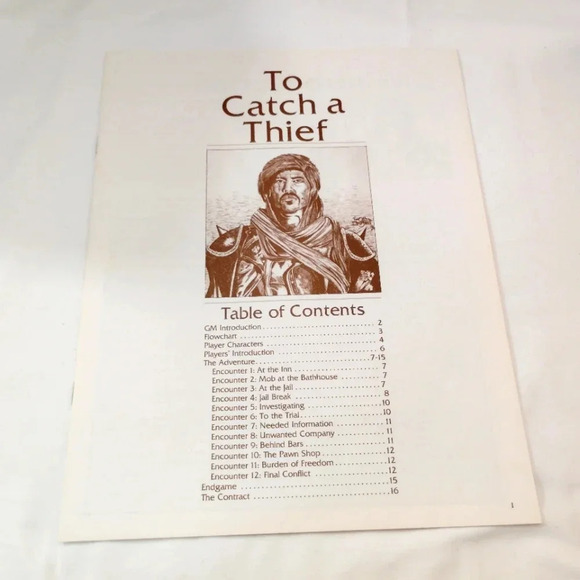 To
Catch a
Thief
Table of Contents
GM Introduction . . . . . . . . . . . . . . . . . . . . . . . . . . . . 2
Flowchart . . . . . . . . . . . . . . . . . . . . . . . . . . . . . . . . . . 3
Player Characters . . . . . . . . . . . . . . . . . . . . . . . . . . . 4
Players' Introduction . . . . . . . . . . . . . . . . . . . . . . . . . 6
The Adventure . . . . . . . . . . . . . . . . . . . . . . . . . . . . 7-15
Encounter 1: At the Inn . . . . . . . . . . . . . . . . . . . . . 7
Encounter 2: Mob at the Bathhouse . . . . . . . . . 7
Encounter 3: At the Jail . . . . . . . . . . . . . . . . . . . . . 7
Encounter 4: Jail Break . . . . . . . . . . . . . . . . . . . . . 8
Encounter 5: Investigating . . . . . . . . . . . . . . . . . . 10
Encounter 6: To the Trial . . . . . . . . . . . . . . . . . . . . 10
Encounter 7: Needed Information . . . . . . . . . . . 11
Encounter 8: Unwanted Company . . . . . . . . . . . 11
Encounter 9: Behind Bars . . . . . . . . . . . . . . . . . . . 11
Encounter 10: The Pawn Shop . . . . . . . . . . . . . . 12
Encounter 11: Burden of Freedom . . . . . . . . . . . 12
Encounter 12: Final Conflict . . . . . . . . . . . . . . . . 12
Endgame . . . . . . . . . . . . . . . . . . . . . . . . . . . . . . . . 15
The Contract . . . . . . . . . . . . . . . . . . . . . . . . . . . . . 16
1